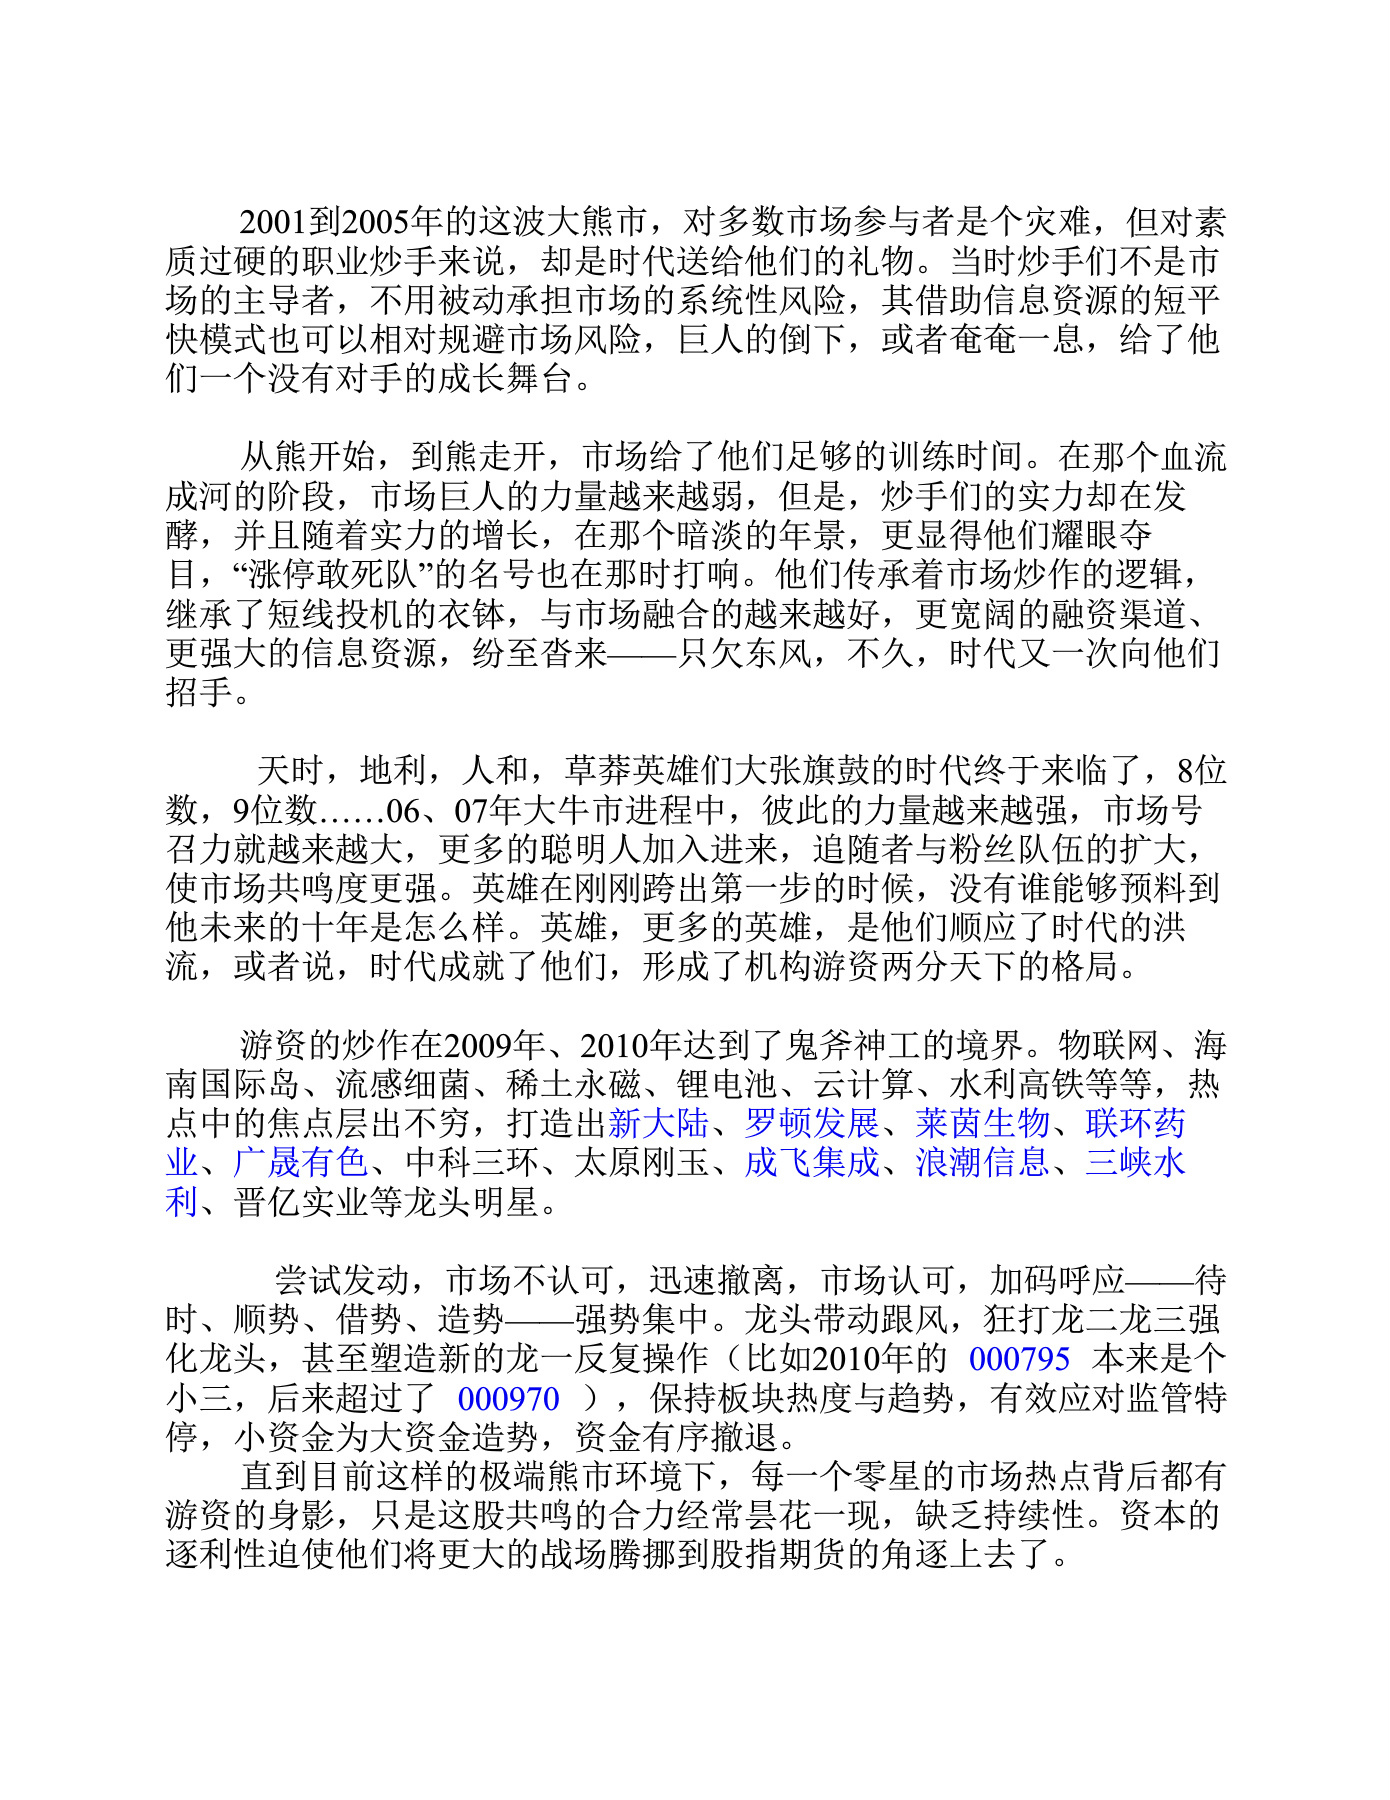 2001到2005年的这波大熊市，对多数市场参与者是个灾难，但对素
质过硬的职业炒手来说，却是时代送给他们的礼物。当时炒手们不是市
场的主导者，不用被动承担市场的系统性风险，其借助信息资源的短平
快模式也可以相对规避市场风险，巨人的倒下，或者奄奄一息，给了他
们一个没有对手的成长舞台。
从熊开始，到熊走开，市场给了他们足够的训练时间。在那个血流
成河的阶段，市场巨人的力量越来越弱，但是，炒手们的实力却在发
酵，并且随着实力的增长，在那个暗淡的年景，更显得他们耀眼夺
目，“涨停敢死队”的名号也在那时打响。他们传承着市场炒作的逻辑，
继承了短线投机的衣钵，与市场融合的越来越好，更宽阔的融资渠道、
更强大的信息资源，纷至沓来——只欠东风，不久，时代又一次向他们
招手。
天时，地利，人和，草莽英雄们大张旗鼓的时代终于来临了，8位
数，9位数……06、07年大牛市进程中，彼此的力量越来越强，市场号
召力就越来越大，更多的聪明人加入进来，追随者与粉丝队伍的扩大，
使市场共鸣度更强。英雄在刚刚跨出第一步的时候，没有谁能够预料到
他未来的十年是怎么样。英雄，更多的英雄，是他们顺应了时代的洪
流，或者说，时代成就了他们，形成了机构游资两分天下的格局。
游资的炒作在2009年、2010年达到了鬼斧神工的境界。物联网、海
南国际岛、流感细菌、稀土永磁、锂电池、云计算、水利高铁等等，热
点中的焦点层出不穷，打造出新大陆、罗顿发展、莱茵生物、联环药
业、广晟有色、中科三环、太原刚玉、成飞集成、浪潮信息、三峡水
利、晋亿实业等龙头明星。
尝试发动，市场不认可，迅速撤离，市场认可，加码呼应——待
时、顺势、借势、造势——强势集中。龙头带动跟风，狂打龙二龙三强
化龙头，甚至塑造新的龙一反复操作（比如2010年的 000795 本来是个
小三，后来超过了 000970 ），保持板块热度与趋势，有效应对监管特
停，小资金为大资金造势，资金有序撤退。
直到目前这样的极端熊市环境下，每一个零星的市场热点背后都有
游资的身影，只是这股共鸣的合力经常昙花一现，缺乏持续性。资本的
逐利性迫使他们将更大的战场腾挪到股指期货的角逐上去了。